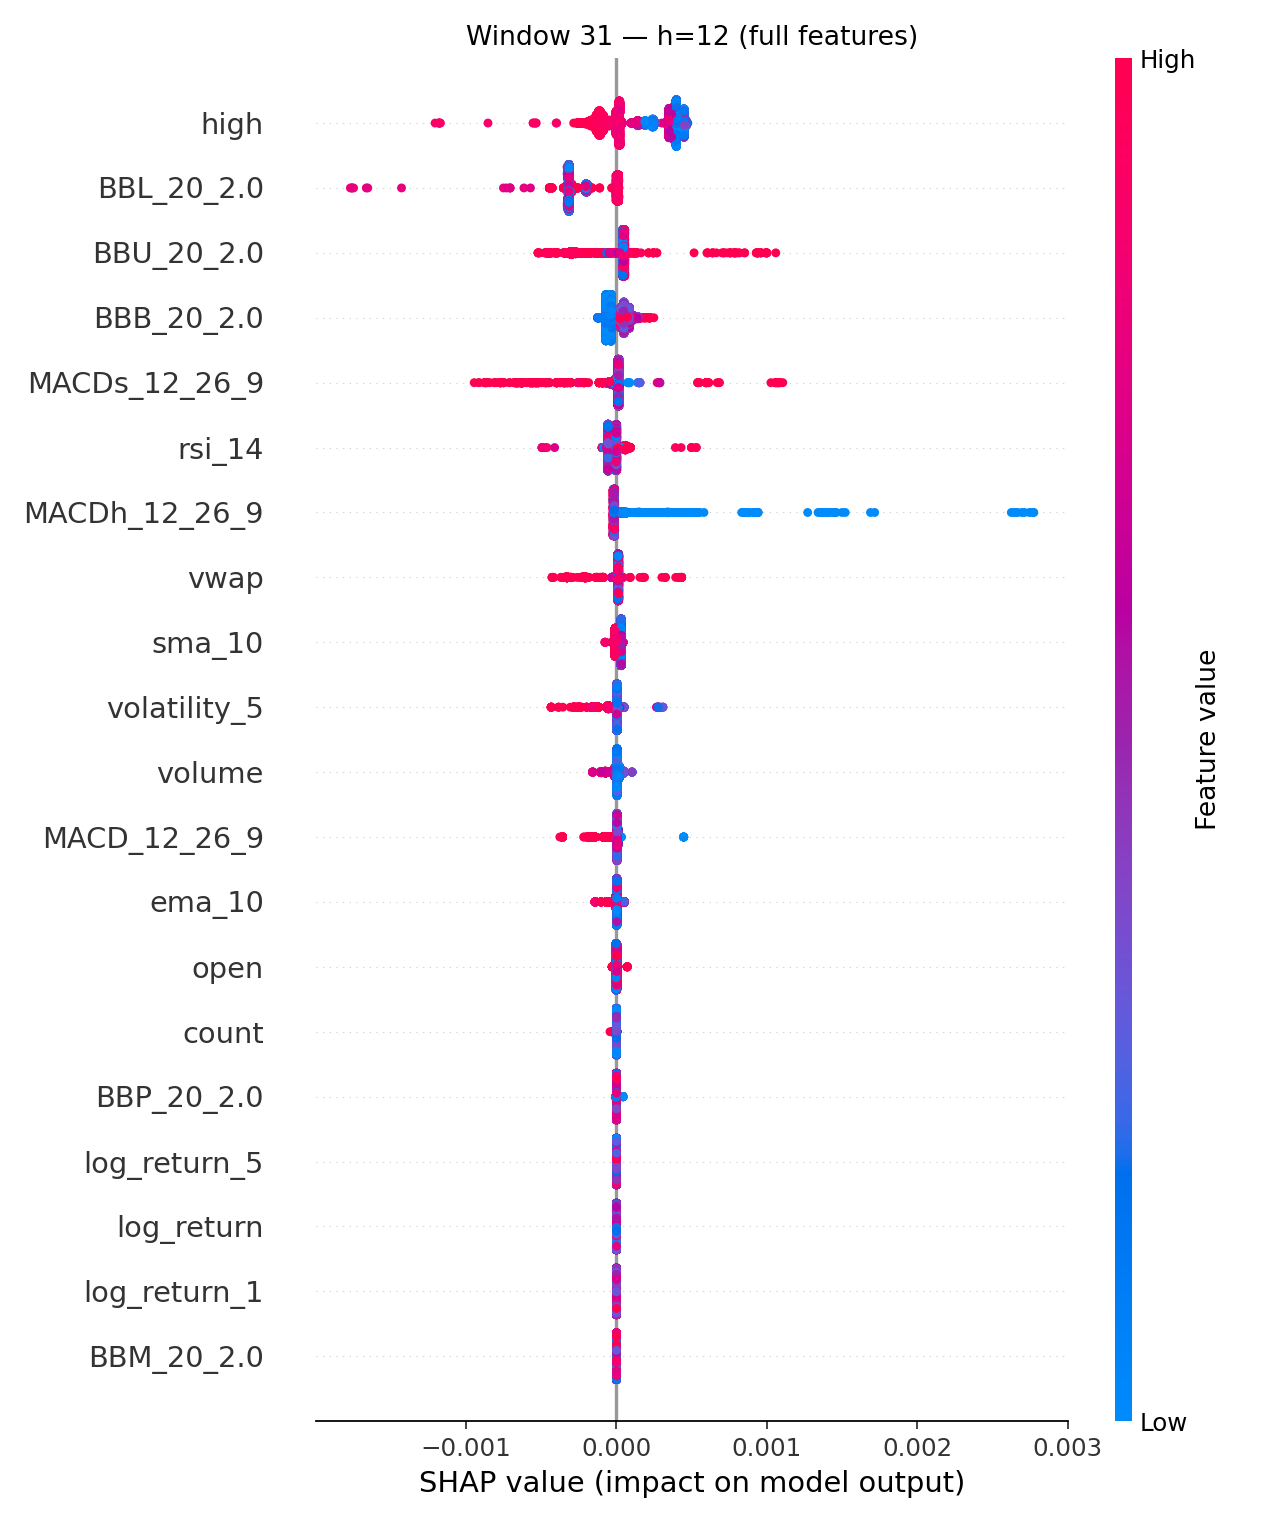 Window 31 — h=12 (full features)
High
high
BBL_20_2.0
BBU_20_2.0
BBB_20_2.0
MACDs_12_26_9
rsi_14
MACDh_12_26_9
vwap
sma_10
volatility_5
volume
MACD_12_26_9
ema_10
open
count
BBP_20_2.0
log_return_5
log_return
log_return_1
BBM_20_2.0
Feature value
Low
−0.001 0.000 0.001 0.002 0.003
SHAP value (impact on model output)